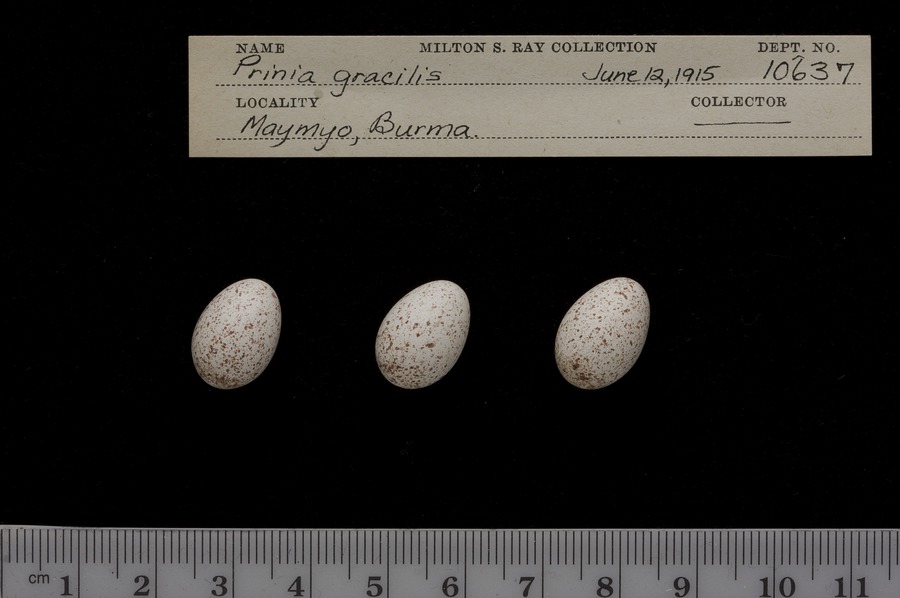 NAME MILTON S. RAY COLLECTION DEPT. NO.
Prinia gracilis June 12, 1915 10637
LOCALITY COLLECTOR
Maymyo, Burma.
cm 1 2 3 4 5 6 7 8 9 10 11